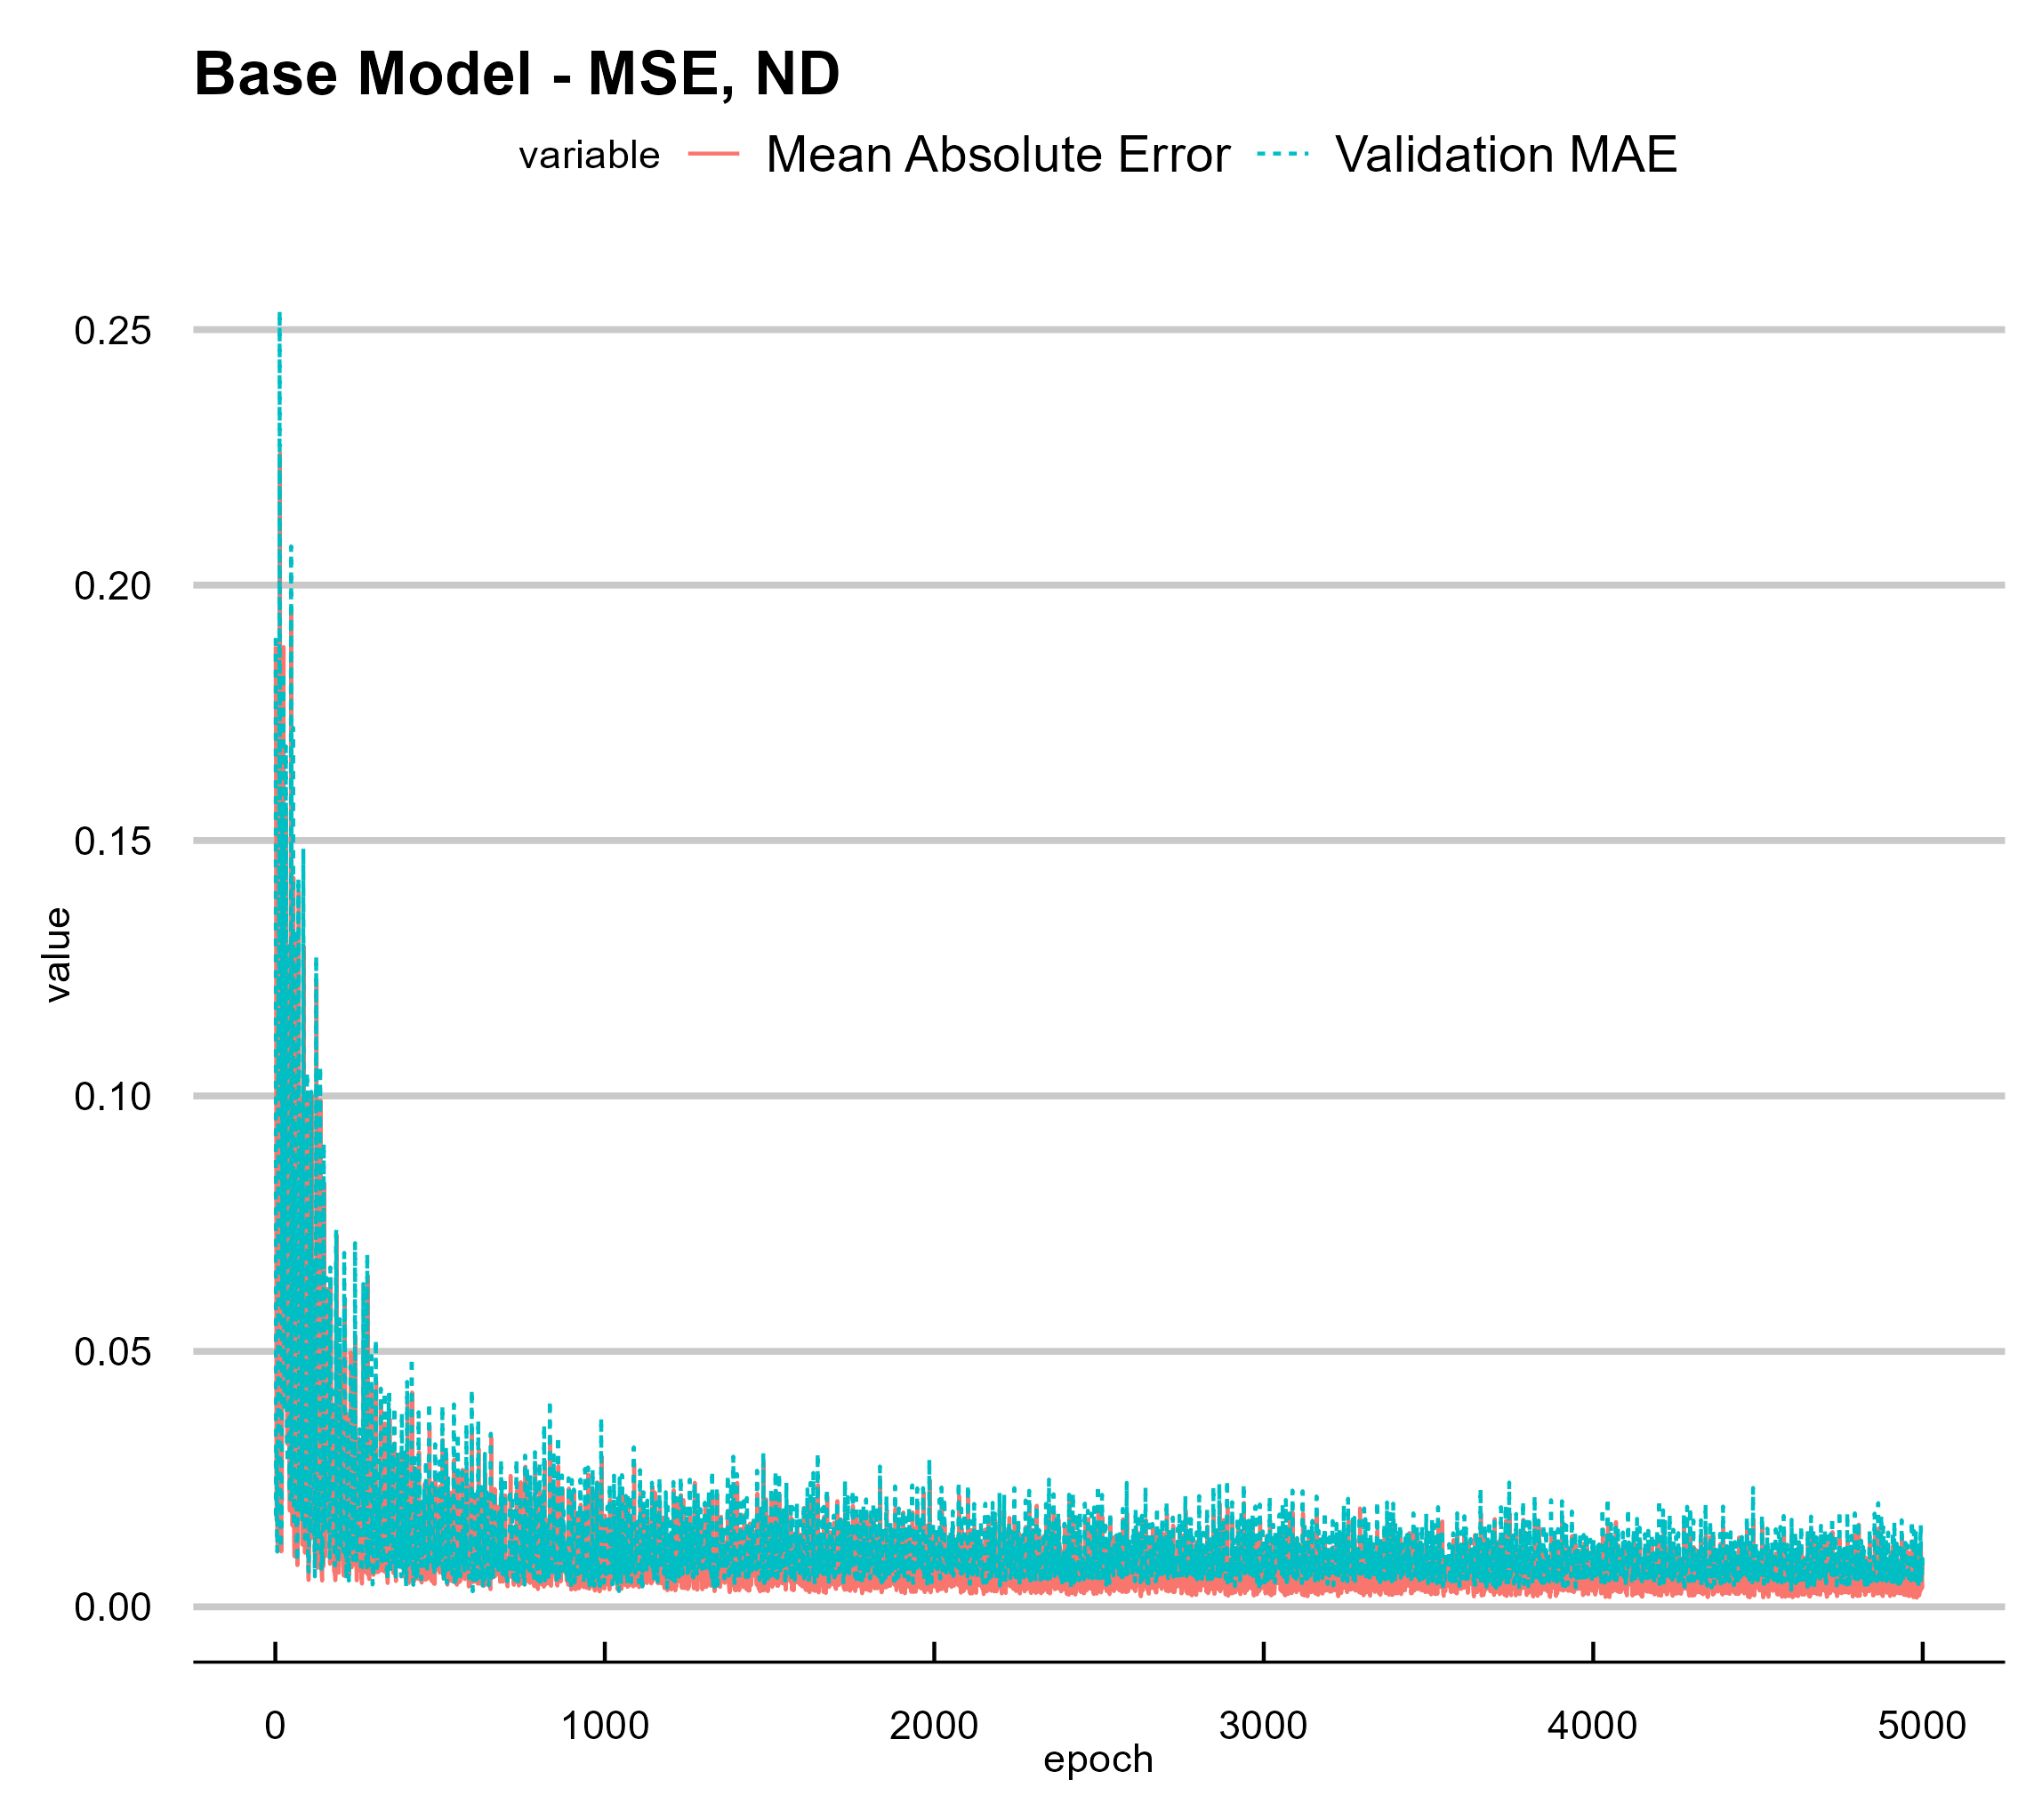 Base Model - MSE, ND
variable Mean Absolute Error Validation MAE
0.25
0.20
0.15
0.10
0.05
0.00
value
0 1000 2000 3000 4000 5000
epoch